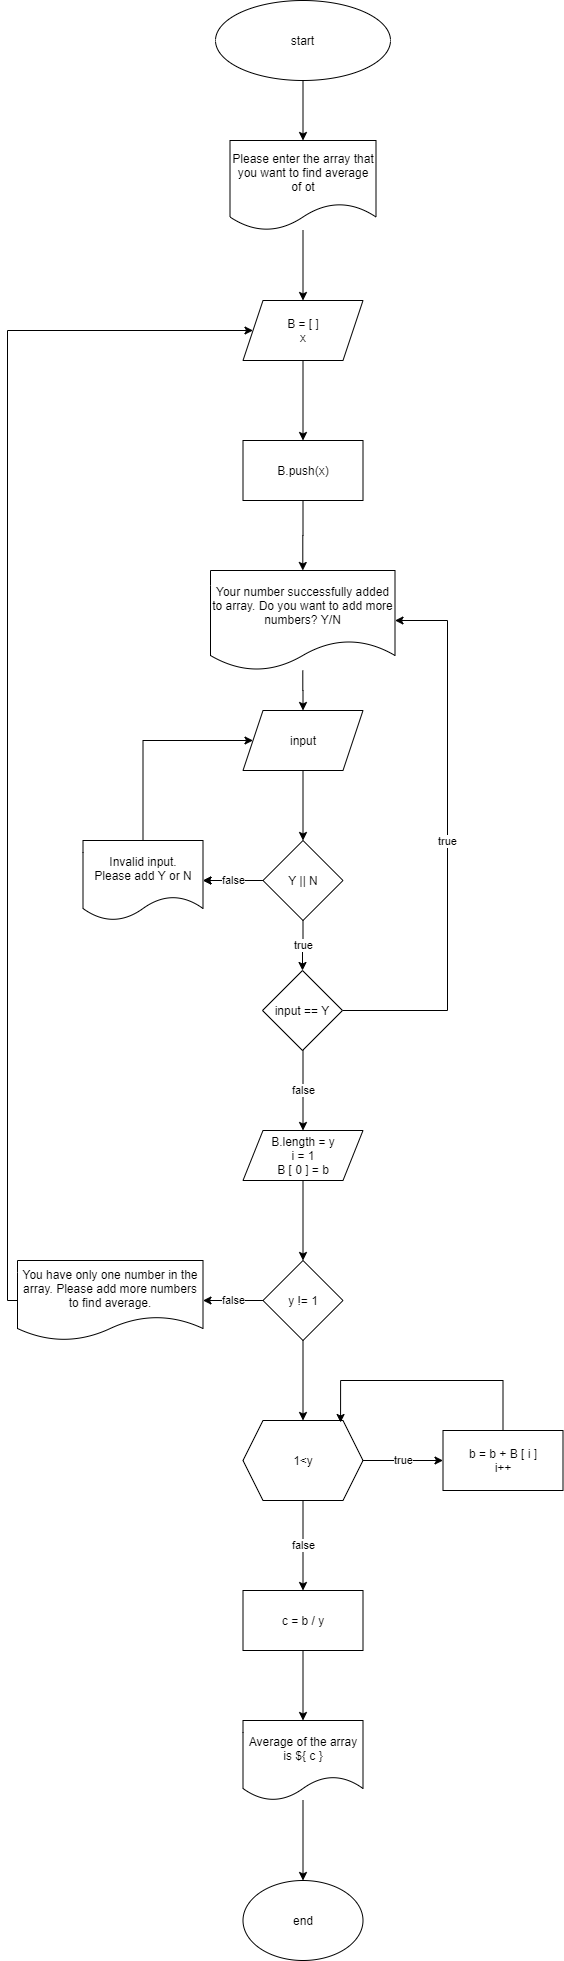 start
Please enter the array that
you want to find average
of ot
B = [ ]
x
B.push(x)
Your number successfully added
to array. Do you want to add more
numbers? Y/N
input
true
Invalid input.
Please add Y or N
false
Y || N
true
input == Y
false
B.length = y
i = 1
B [ 0 ] = b
You have only one number in the
array. Please add more numbers
to find average.
false
y != 1
1<y
true
b = b + B [ i ]
i++
false
c = b / y
Average of the array
is ${ c }
end